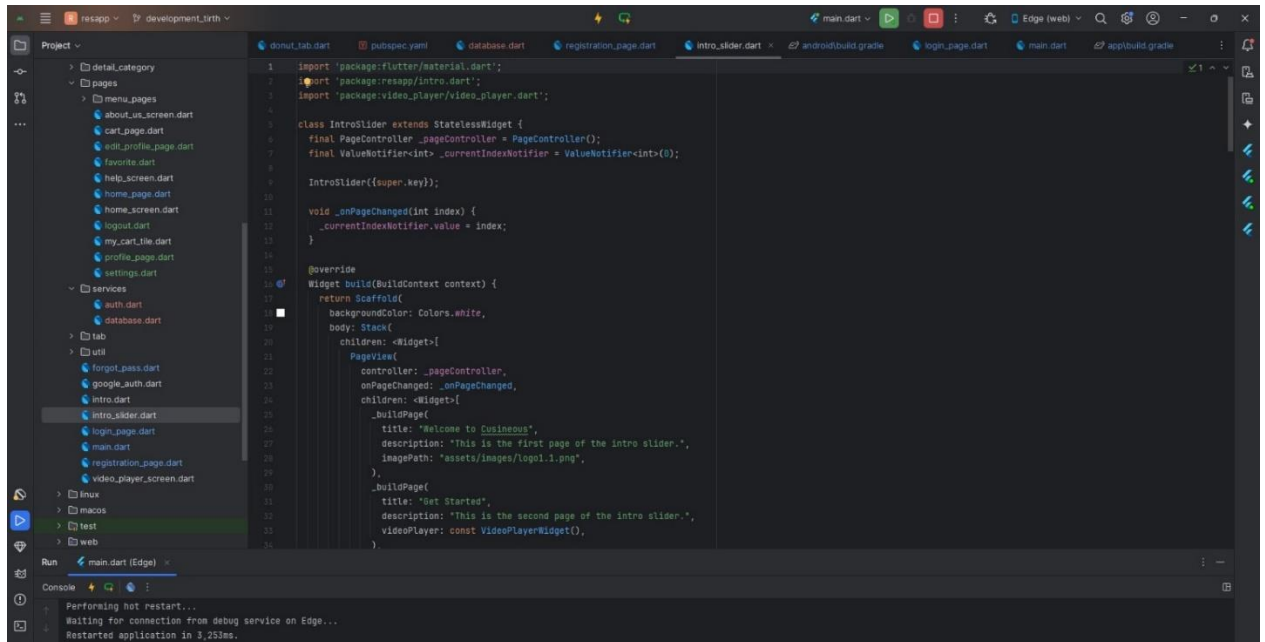 resapp development_tirth main.dart Edge (web)
Project
donut_tab.dart pubspec.yaml database.dart registration_page.dart intro_slider.dart android\build.gradle login_page.dart main.dart app\build.gradle
detail_category
pages
menu_pages
about_us_screen.dart
cart_page.dart
edit_profile_page.dart
favorite.dart
help_screen.dart
home_page.dart
home_screen.dart
logout.dart
my_cart_tile.dart
profile_page.dart
settings.dart
services
auth.dart
database.dart
tab
util
forgot_pass.dart
google_auth.dart
intro.dart
intro_slider.dart
login_page.dart
main.dart
registration_page.dart
video_player_screen.dart
linux
macos
test
web
1 import 'package:flutter/material.dart';
2 import 'package:resapp/intro.dart';
3 import 'package:video_player/video_player.dart';
4
5 class IntroSlider extends StatelessWidget {
6 final PageController _pageController = PageController();
7 final ValueNotifier<int> _currentIndexNotifier = ValueNotifier<int>(0);
8
9 IntroSlider({super.key});
10
11 void _onPageChanged(int index) {
12 _currentIndexNotifier.value = index;
13 }
14
15 @override
16 Widget build(BuildContext context) {
17 return Scaffold(
18 backgroundColor: Colors.white,
19 body: Stack(
20 children: <Widget>[
21 PageView(
22 controller: _pageController,
23 onPageChanged: _onPageChanged,
24 children: <Widget>[
25 _buildPage(
26 title: "Welcome to Cusineous",
27 description: "This is the first page of the intro slider.",
28 imagePath: "assets/images/logo1.1.png",
29 ),
30 _buildPage(
31 title: "Get Started",
32 description: "This is the second page of the intro slider.",
33 videoPlayer: const VideoPlayerWidget(),
34 ),
1
Run main.dart (Edge)
Console
Performing hot restart...
Waiting for connection from debug service on Edge...
Restarted application in 3,253ms.